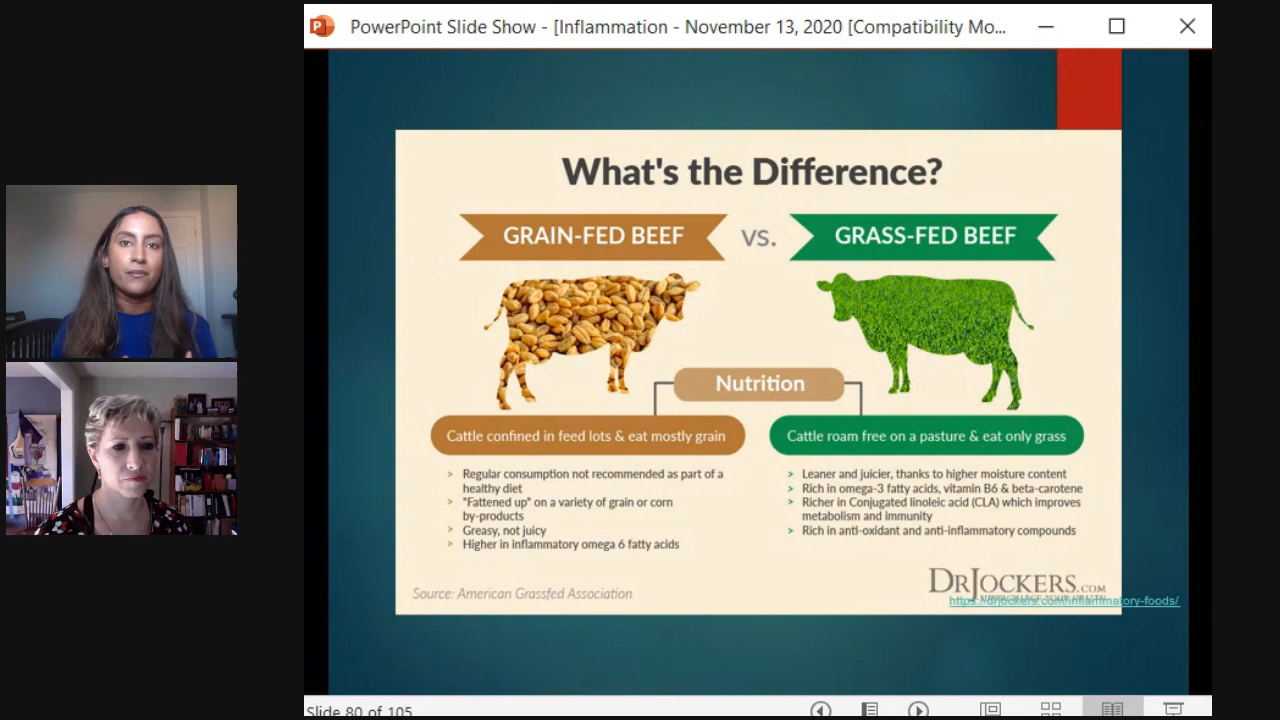 PowerPoint Slide Show - [Inflammation - November 13, 2020 [Compatibility Mo...
What's the Difference?
GRAIN-FED BEEF vs. GRASS-FED BEEF
Nutrition
Cattle confined in feed lots & eat mostly grain
> Regular consumption not recommended as part of a
healthy diet
> "Fattened up" on a variety of grain or corn
by-products
> Greasy, not juicy
> Higher in inflammatory omega 6 fatty acids
Cattle roam free on a pasture & eat only grass
> Leaner and juicier, thanks to higher moisture content
> Rich in omega-3 fatty acids, vitamin B6 & beta-carotene
> Richer in Conjugated linoleic acid (CLA) which improves
metabolism and immunity
> Rich in anti-oxidant and anti-inflammatory compounds
Source: American Grassfed Association
DRJOCKERS.COM
https://drjockers.com/inflammatory-foods/
Slide 80 of 105